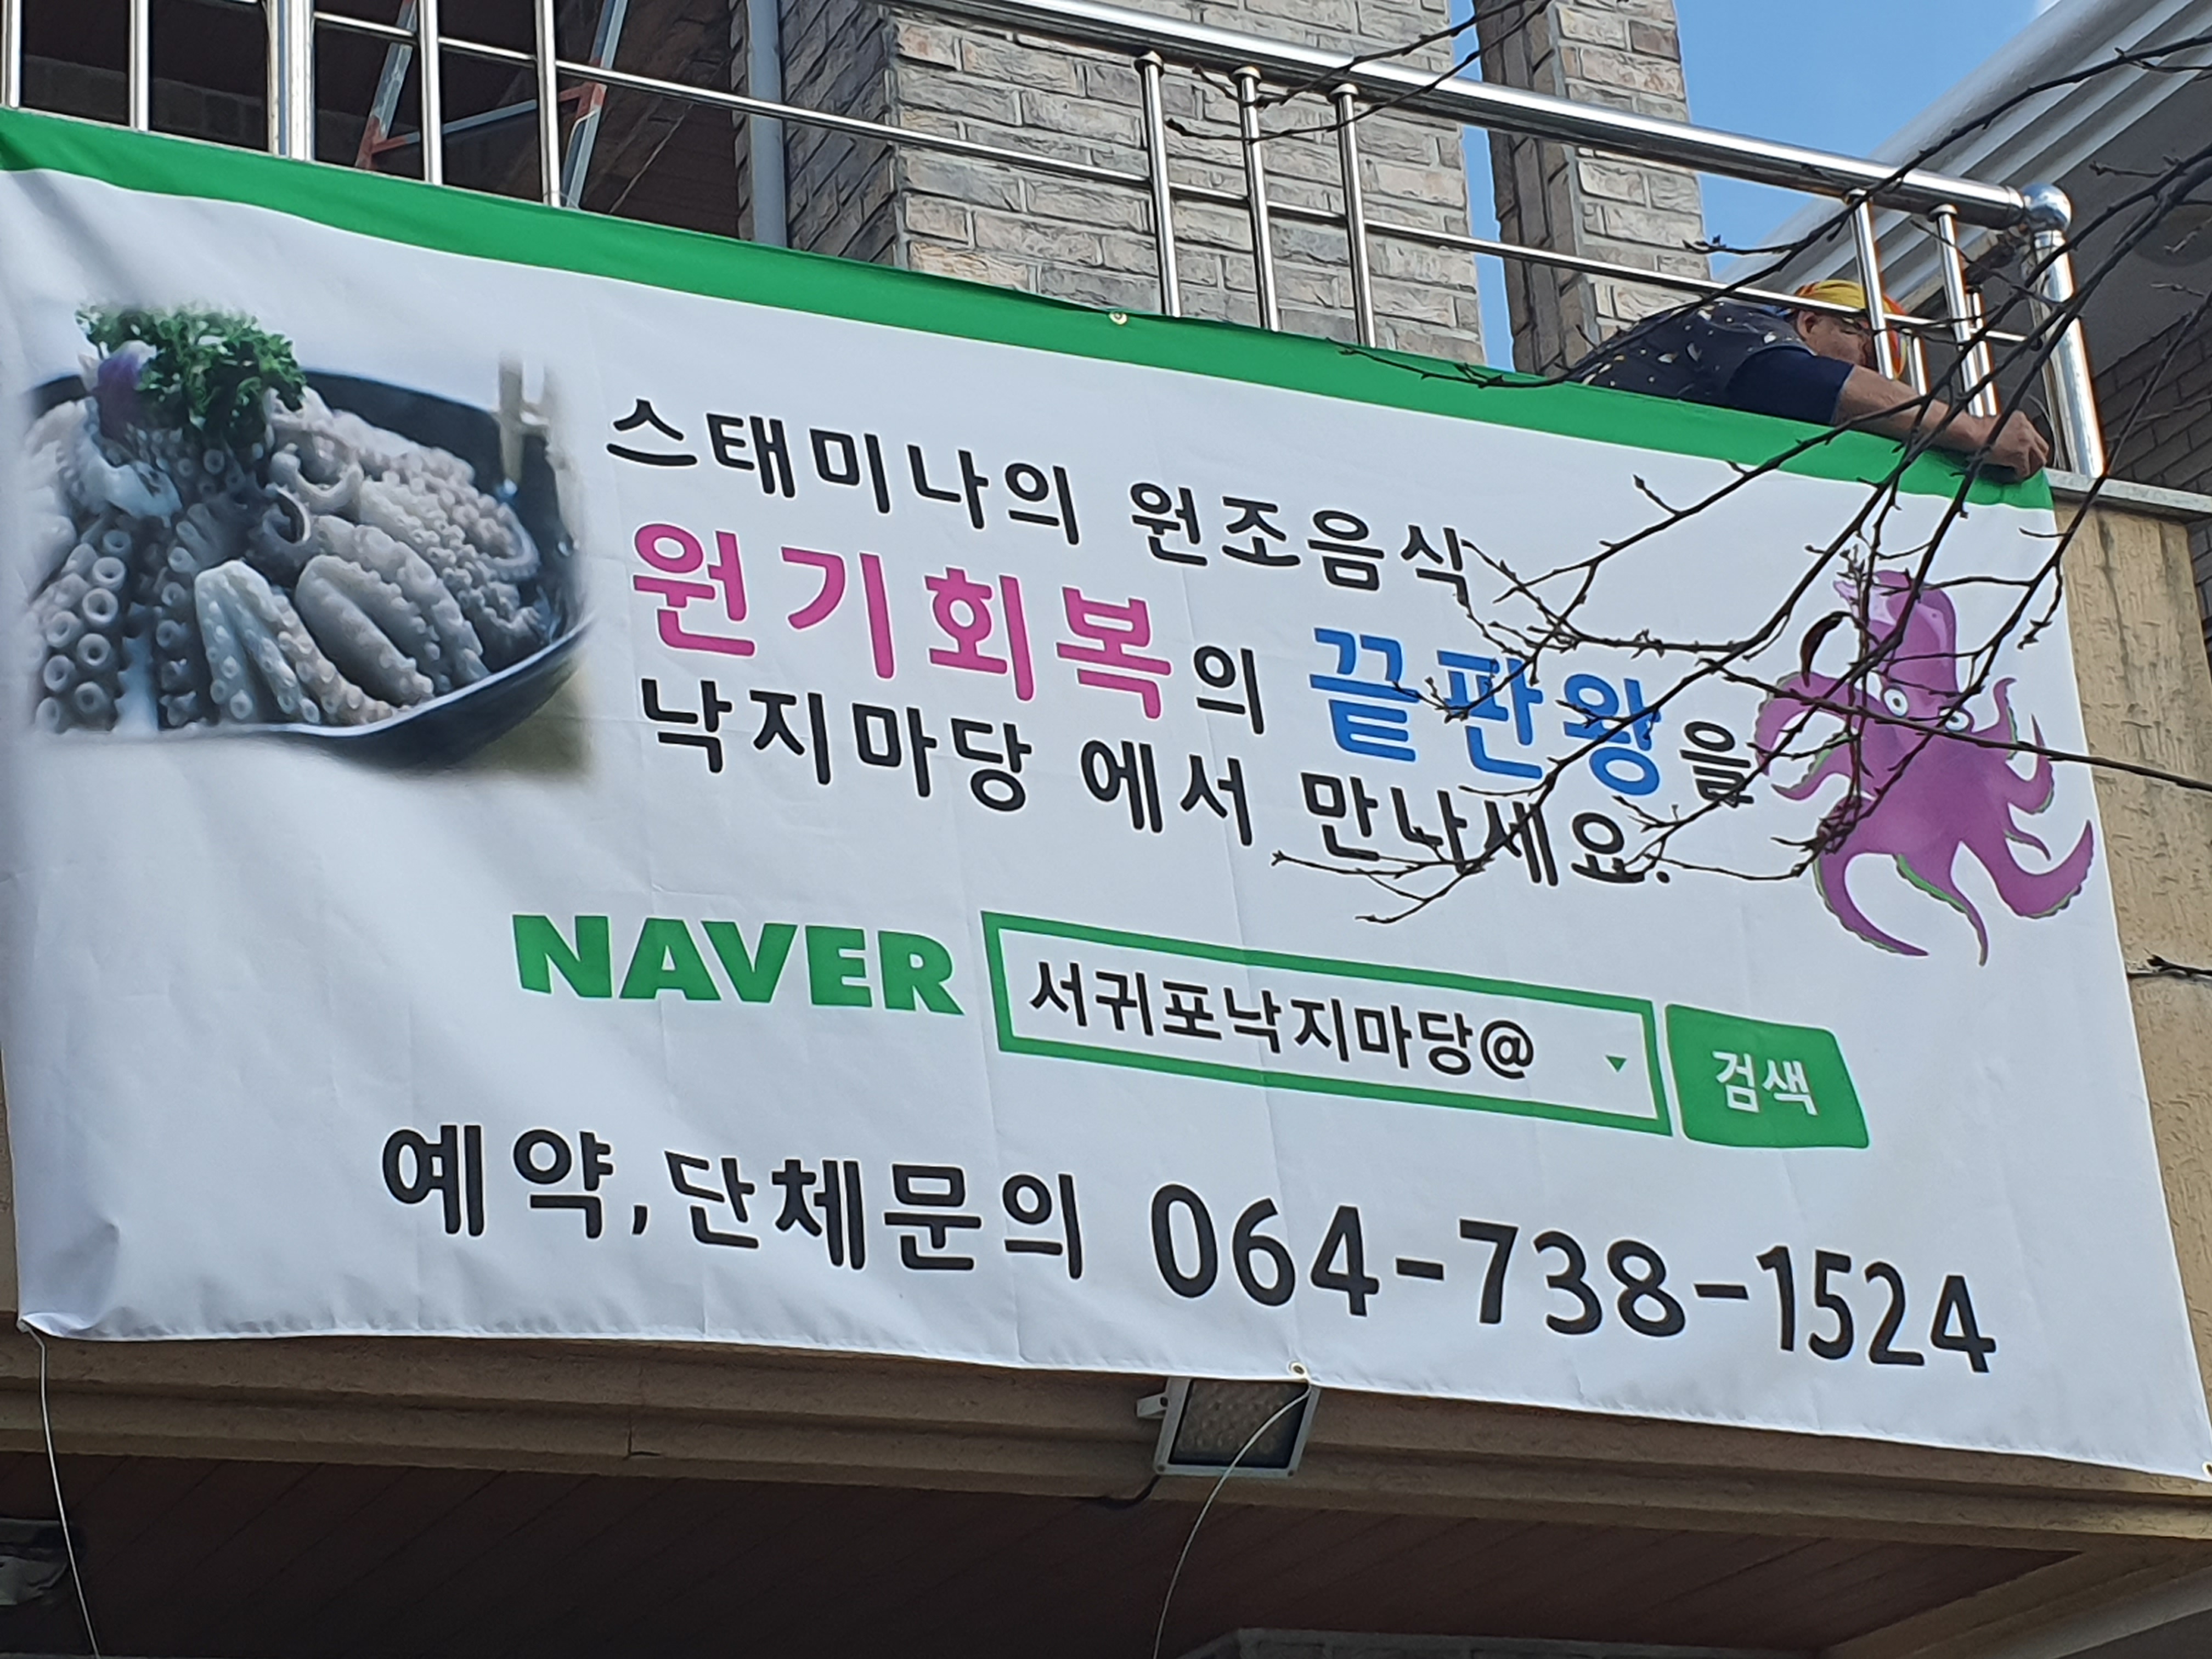 스태미나의 원조음식
원기회복의 끝판왕을
낙지마당 에서 만나세요.
NAVER 서귀포낙지마당@ 검색
예약,단체문의 064-738-1524